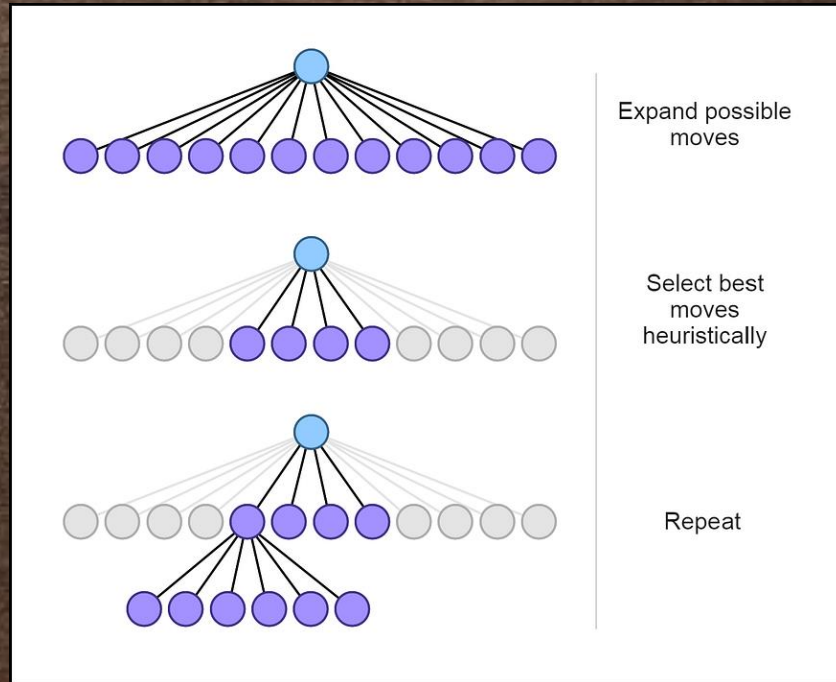 Expand possible
moves
Select best
moves
heuristically
Repeat